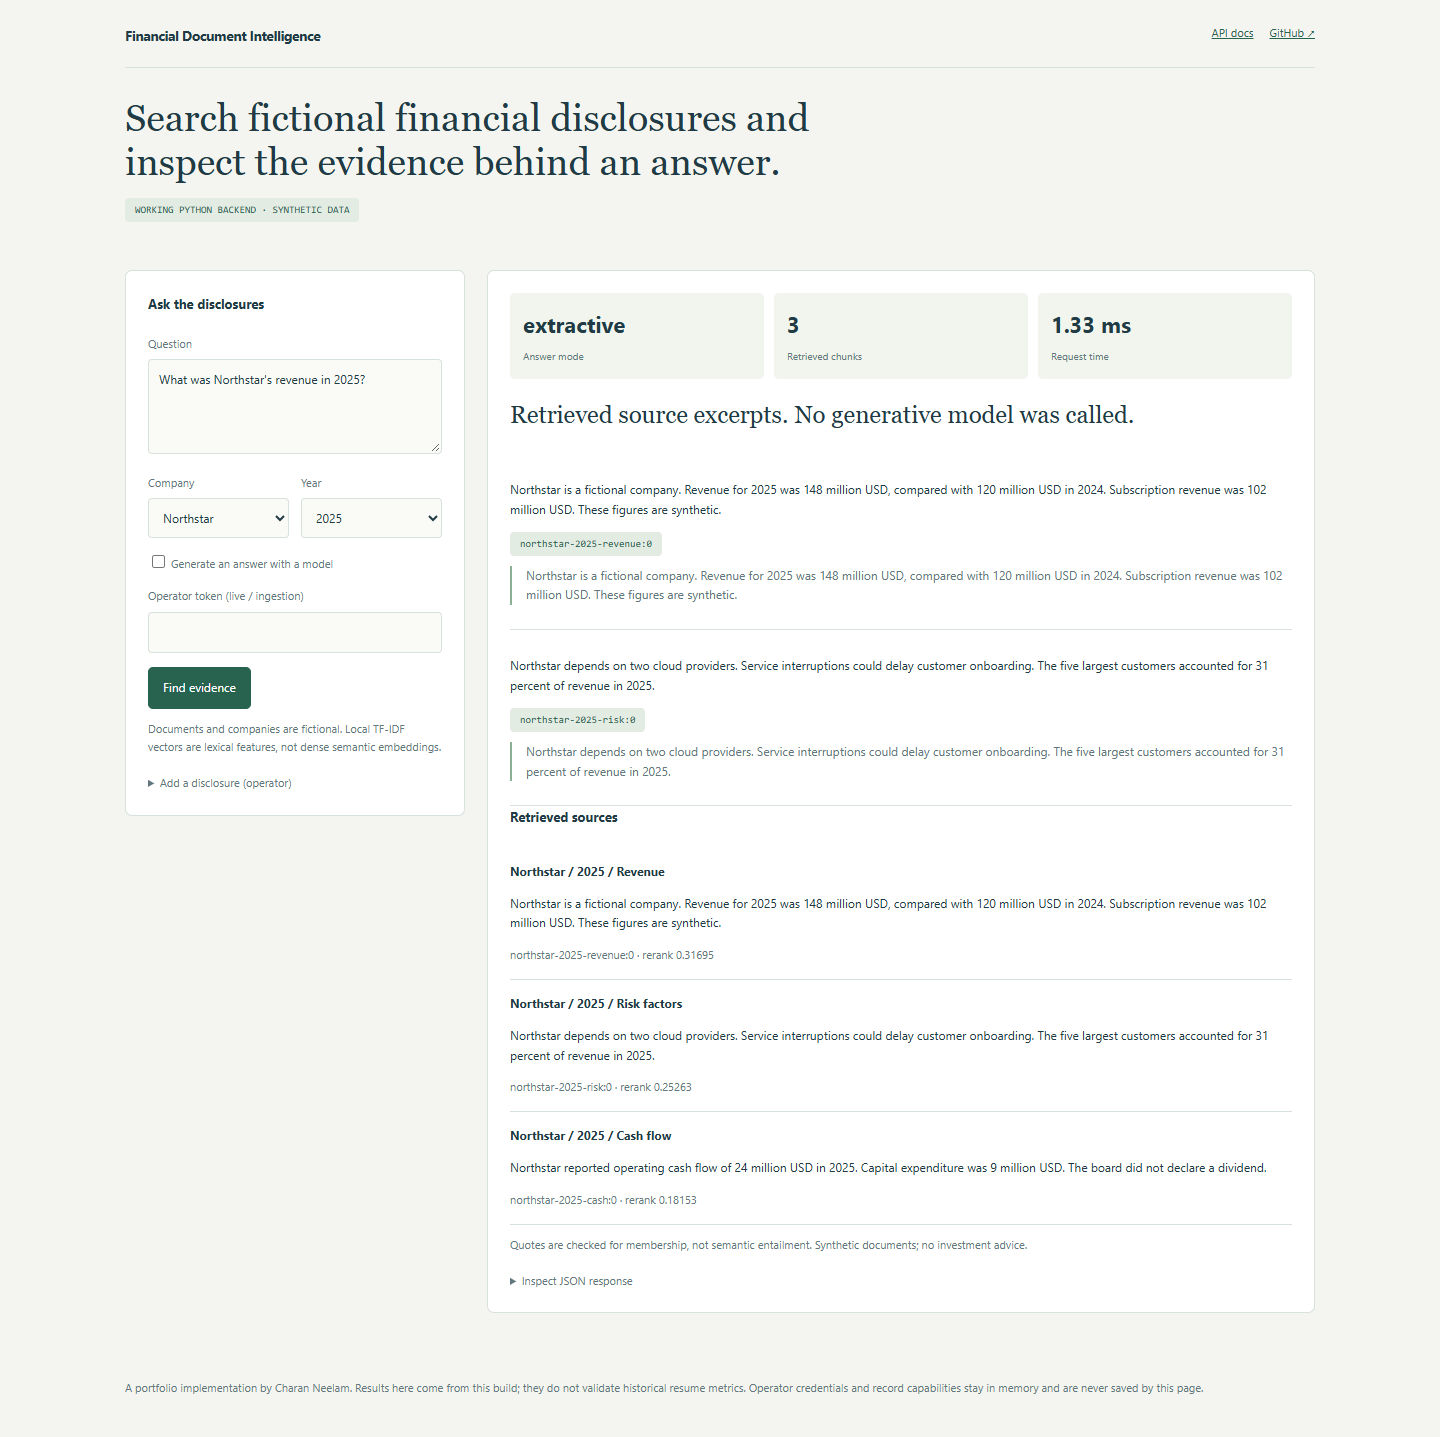 Financial Document Intelligence
API docs
GitHub ↗
Search fictional financial disclosures and
inspect the evidence behind an answer.
WORKING PYTHON BACKEND · SYNTHETIC DATA
Ask the disclosures
Question
What was Northstar's revenue in 2025?
Company
Year
Northstar
2025
Generate an answer with a model
Operator token (live / ingestion)
Find evidence
Documents and companies are fictional. Local TF-IDF
vectors are lexical features, not dense semantic embeddings.
Add a disclosure (operator)
extractive
Answer mode
3
Retrieved chunks
1.33 ms
Request time
Retrieved source excerpts. No generative model was called.
Northstar is a fictional company. Revenue for 2025 was 148 million USD, compared with 120 million USD in 2024. Subscription revenue was 102
million USD. These figures are synthetic.
northstar-2025-revenue:0
Northstar is a fictional company. Revenue for 2025 was 148 million USD, compared with 120 million USD in 2024. Subscription revenue was 102
million USD. These figures are synthetic.
Northstar depends on two cloud providers. Service interruptions could delay customer onboarding. The five largest customers accounted for 31
percent of revenue in 2025.
northstar-2025-risk:0
Northstar depends on two cloud providers. Service interruptions could delay customer onboarding. The five largest customers accounted for 31
percent of revenue in 2025.
Retrieved sources
Northstar / 2025 / Revenue
Northstar is a fictional company. Revenue for 2025 was 148 million USD, compared with 120 million USD in 2024. Subscription revenue was 102
million USD. These figures are synthetic.
northstar-2025-revenue:0 · rerank 0.31695
Northstar / 2025 / Risk factors
Northstar depends on two cloud providers. Service interruptions could delay customer onboarding. The five largest customers accounted for 31
percent of revenue in 2025.
northstar-2025-risk:0 · rerank 0.25263
Northstar / 2025 / Cash flow
Northstar reported operating cash flow of 24 million USD in 2025. Capital expenditure was 9 million USD. The board did not declare a dividend.
northstar-2025-cash:0 · rerank 0.18153
Quotes are checked for membership, not semantic entailment. Synthetic documents; no investment advice.
Inspect JSON response
A portfolio implementation by Charan Neelam. Results here come from this build; they do not validate historical resume metrics. Operator credentials and record capabilities stay in memory and are never saved by this page.